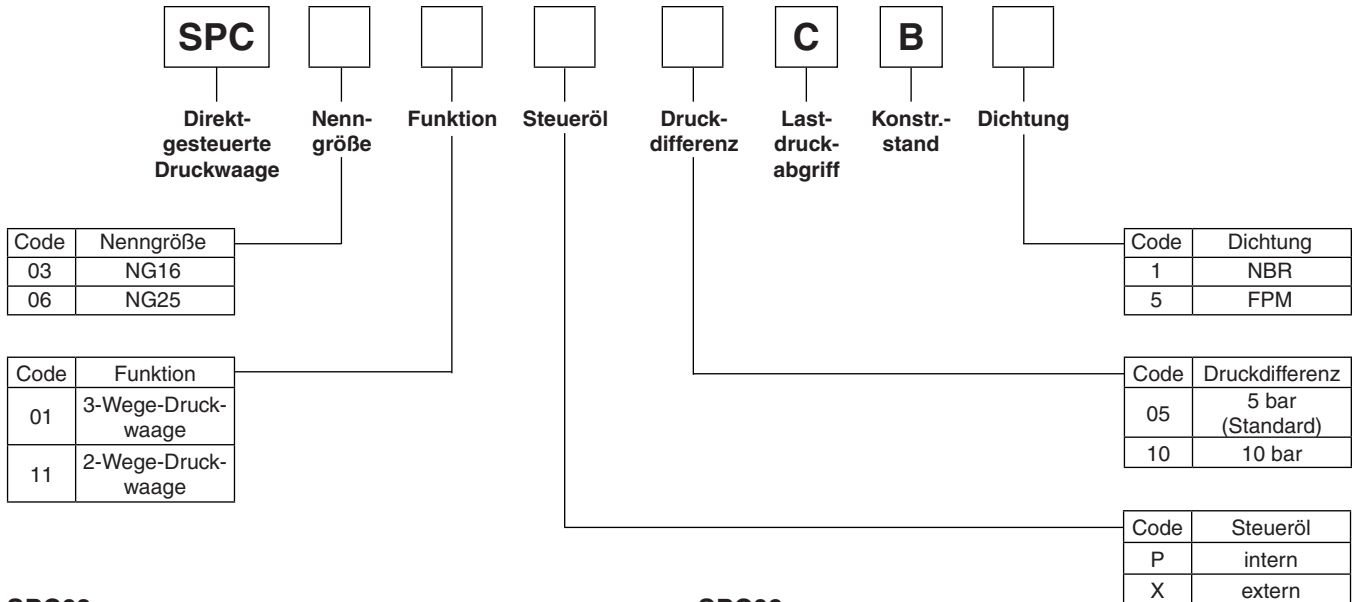 SPC C B
Direkt-
gesteuerte
Druckwaage
Nenn-
größe
Funktion
Steueröl
Druck-
differenz
Last-
druck-
abgriff
Konstr.-
stand
Dichtung
Code Nenngröße
03 NG16
06 NG25
Code Funktion
01 3-Wege-Druck-
waage
11 2-Wege-Druck-
waage
Code Dichtung
1 NBR
5 FPM
Code Druckdifferenz
05 5 bar
(Standard)
10 10 bar
Code Steueröl
P intern
X extern